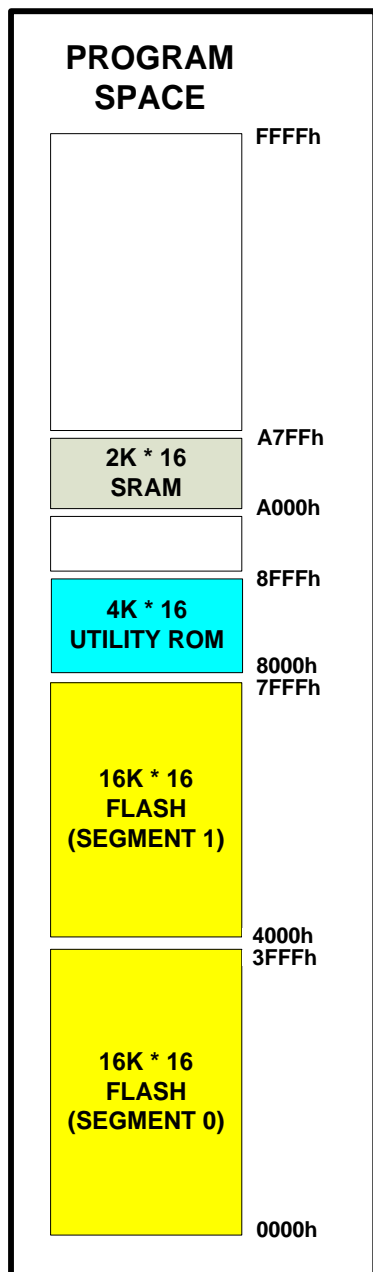 PROGRAM
SPACE
FFFFh
A7FFh
2K * 16
SRAM
A000h
8FFFh
4K * 16
UTILITY ROM
8000h
7FFFh
16K * 16
FLASH
(SEGMENT 1)
4000h
3FFFh
16K * 16
FLASH
(SEGMENT 0)
0000h